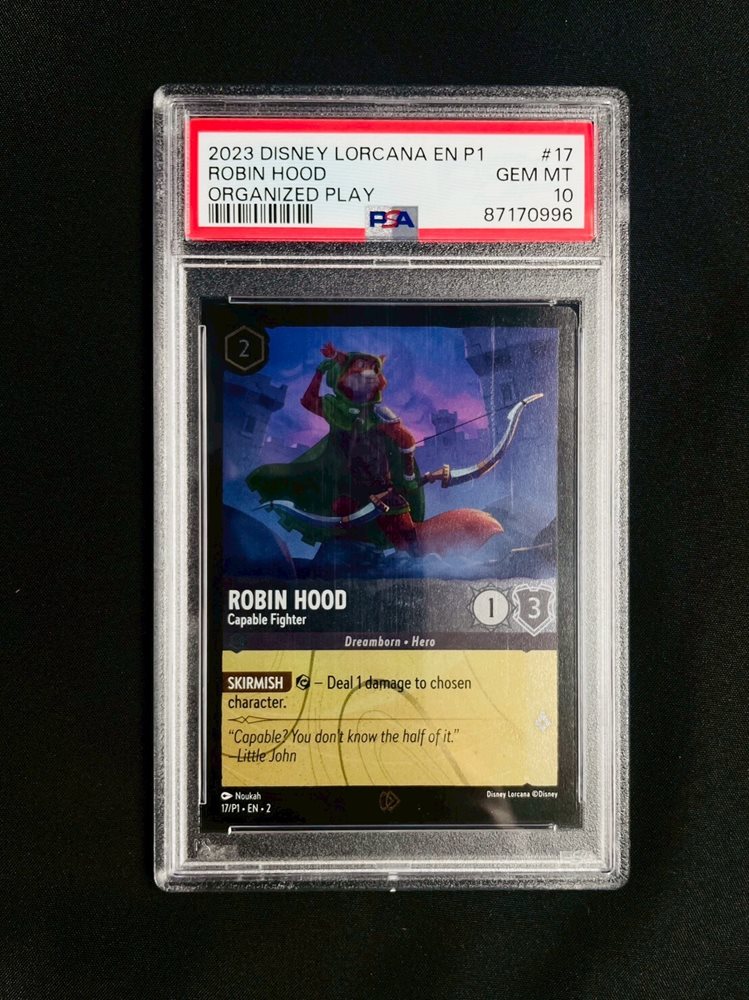 2023 DISNEY LORCANA EN P1 #17
ROBIN HOOD GEM MT
ORGANIZED PLAY 10
PSA 87170996
2
ROBIN HOOD
Capable Fighter
1 3
Dreamborn • Hero
SKIRMISH – Deal 1 damage to chosen
character.
“Capable? You don't know the half of it.”
–Little John
Noukah Disney Lorcana ©Disney
17/P1 • EN • 2